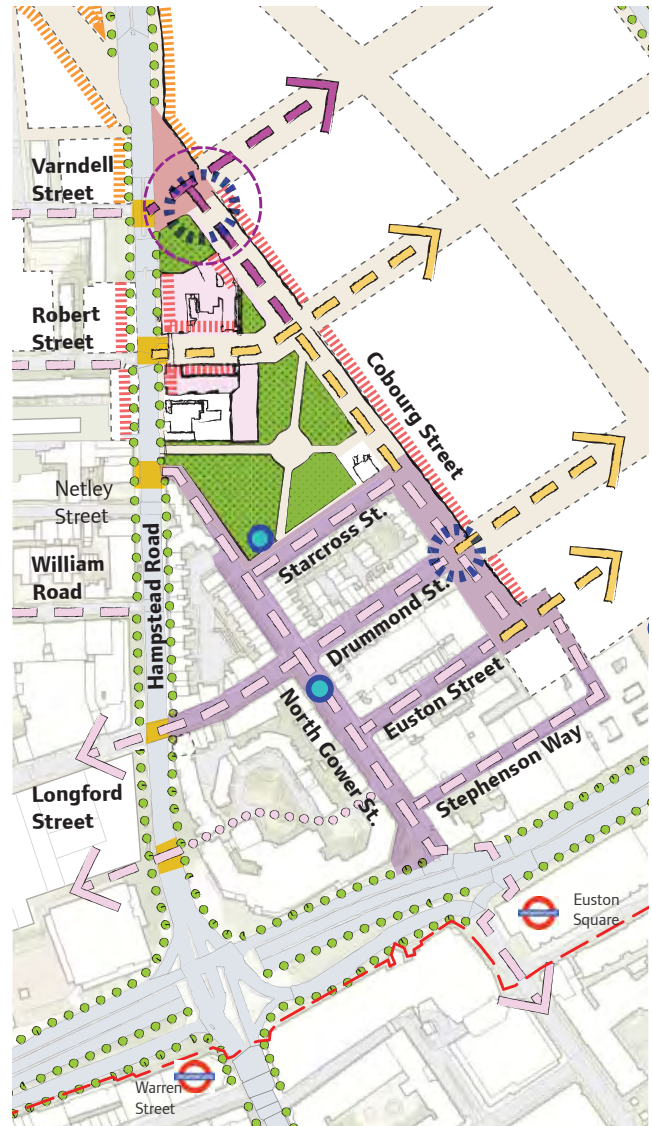 Varndell
Street
Robert
Street
Cobourg Street
Netley
Street
Starcross St.
William
Road
Hampstead Road
Drummond St.
Euston Street
North Gower St.
Stephenson Way
Longford
Street
Euston
Square
Warren
Street